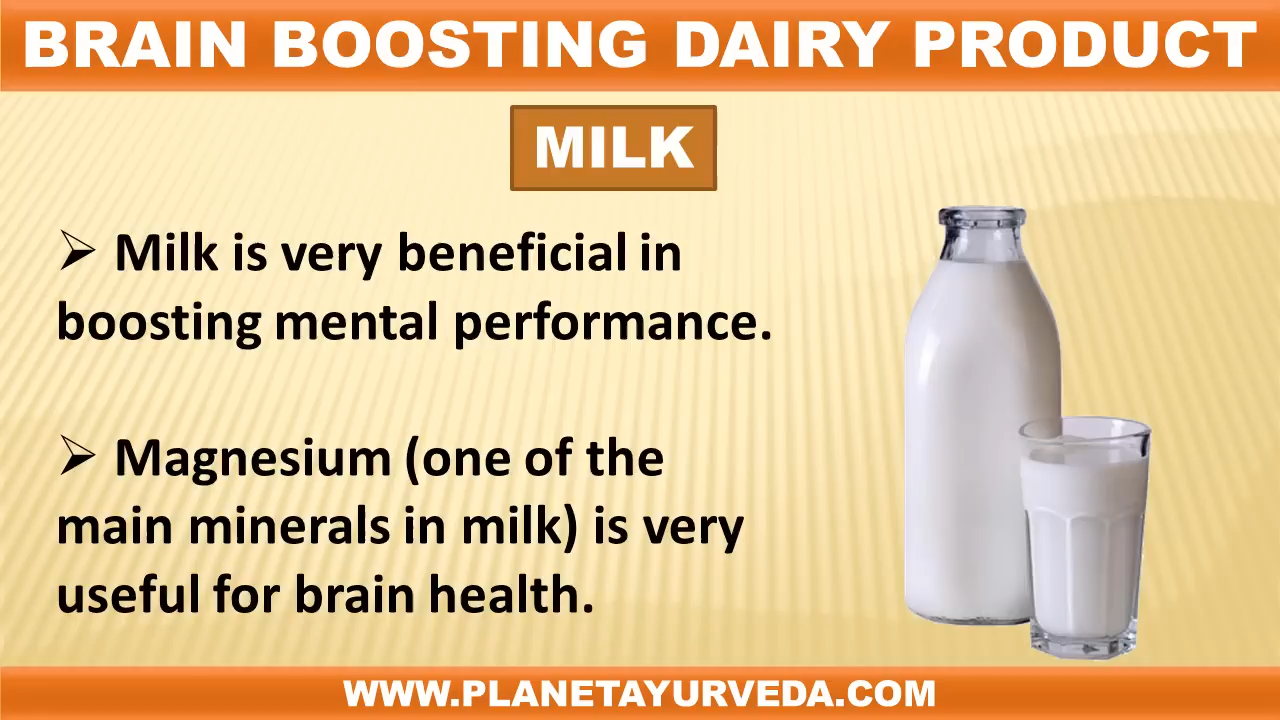 BRAIN BOOSTING DAIRY PRODUCT
MILK
➢ Milk is very beneficial in
boosting mental performance.
➢ Magnesium (one of the
main minerals in milk) is very
useful for brain health.
WWW.PLANETAYURVEDA.COM